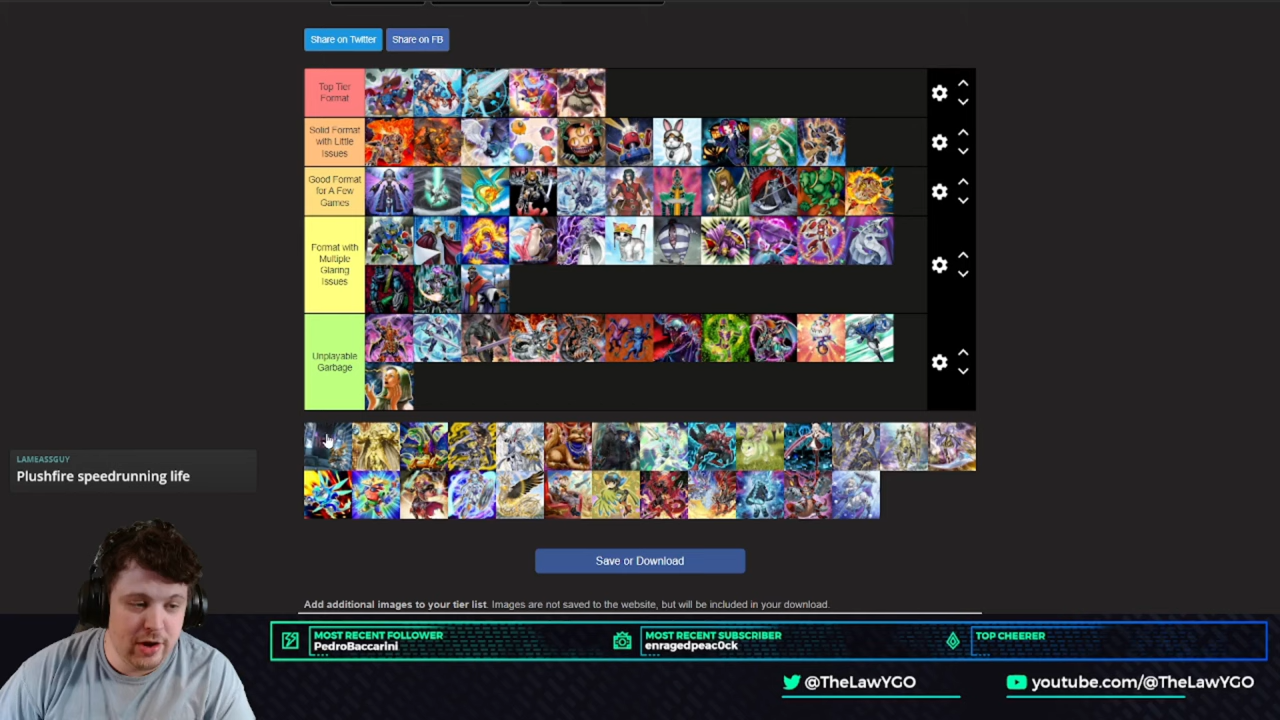 Share on Twitter
Share on FB
Top Tier
Format
Solid Format
with Little
Issues
Good Format
for A Few
Games
Format with
Multiple
Glaring
Issues
Unplayable
Garbage
LAMEASSGUY
Plushfire speedrunning life
Save or Download
Add additional images to your tier list. Images are not saved to the website, but will be included in your download.
MOST RECENT FOLLOWER
PedroBaccarini
MOST RECENT SUBSCRIBER
enragedpeac0ck
TOP CHEERER
@TheLawYGO
youtube.com/@TheLawYGO